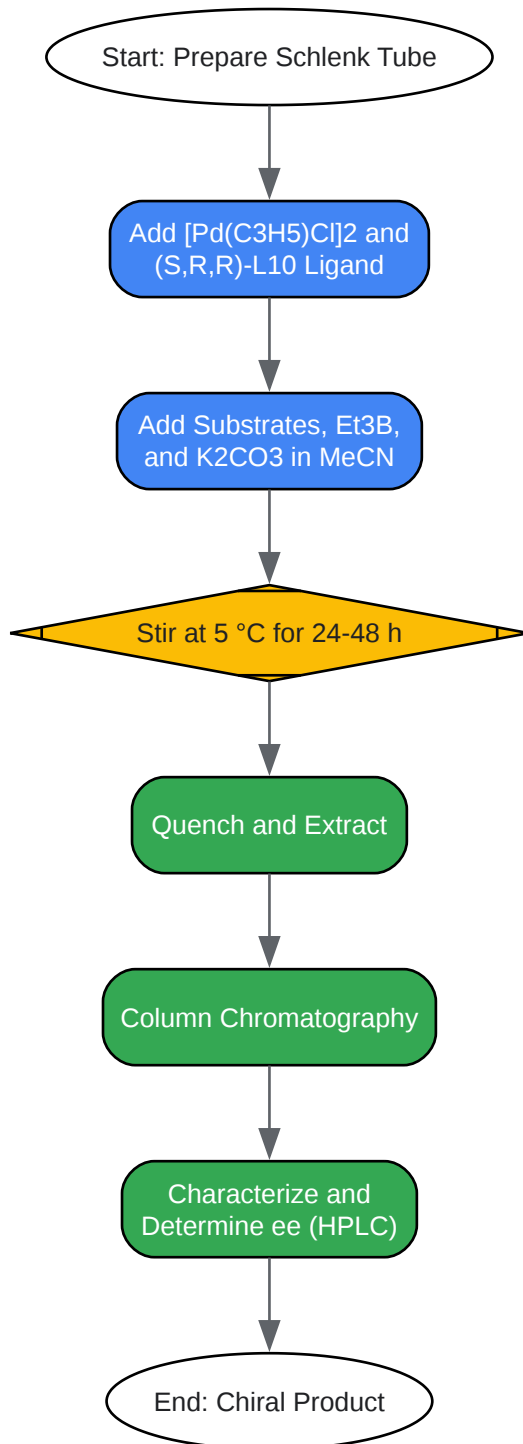 Start: Prepare Schlenk Tube
Add [Pd(C3H5)Cl]2 and
(S,R,R)-L10 Ligand
Add Substrates, Et3B,
and K2CO3 in MeCN
Stir at 5 °C for 24-48 h
Quench and Extract
Column Chromatography
Characterize and
Determine ee (HPLC)
End: Chiral Product